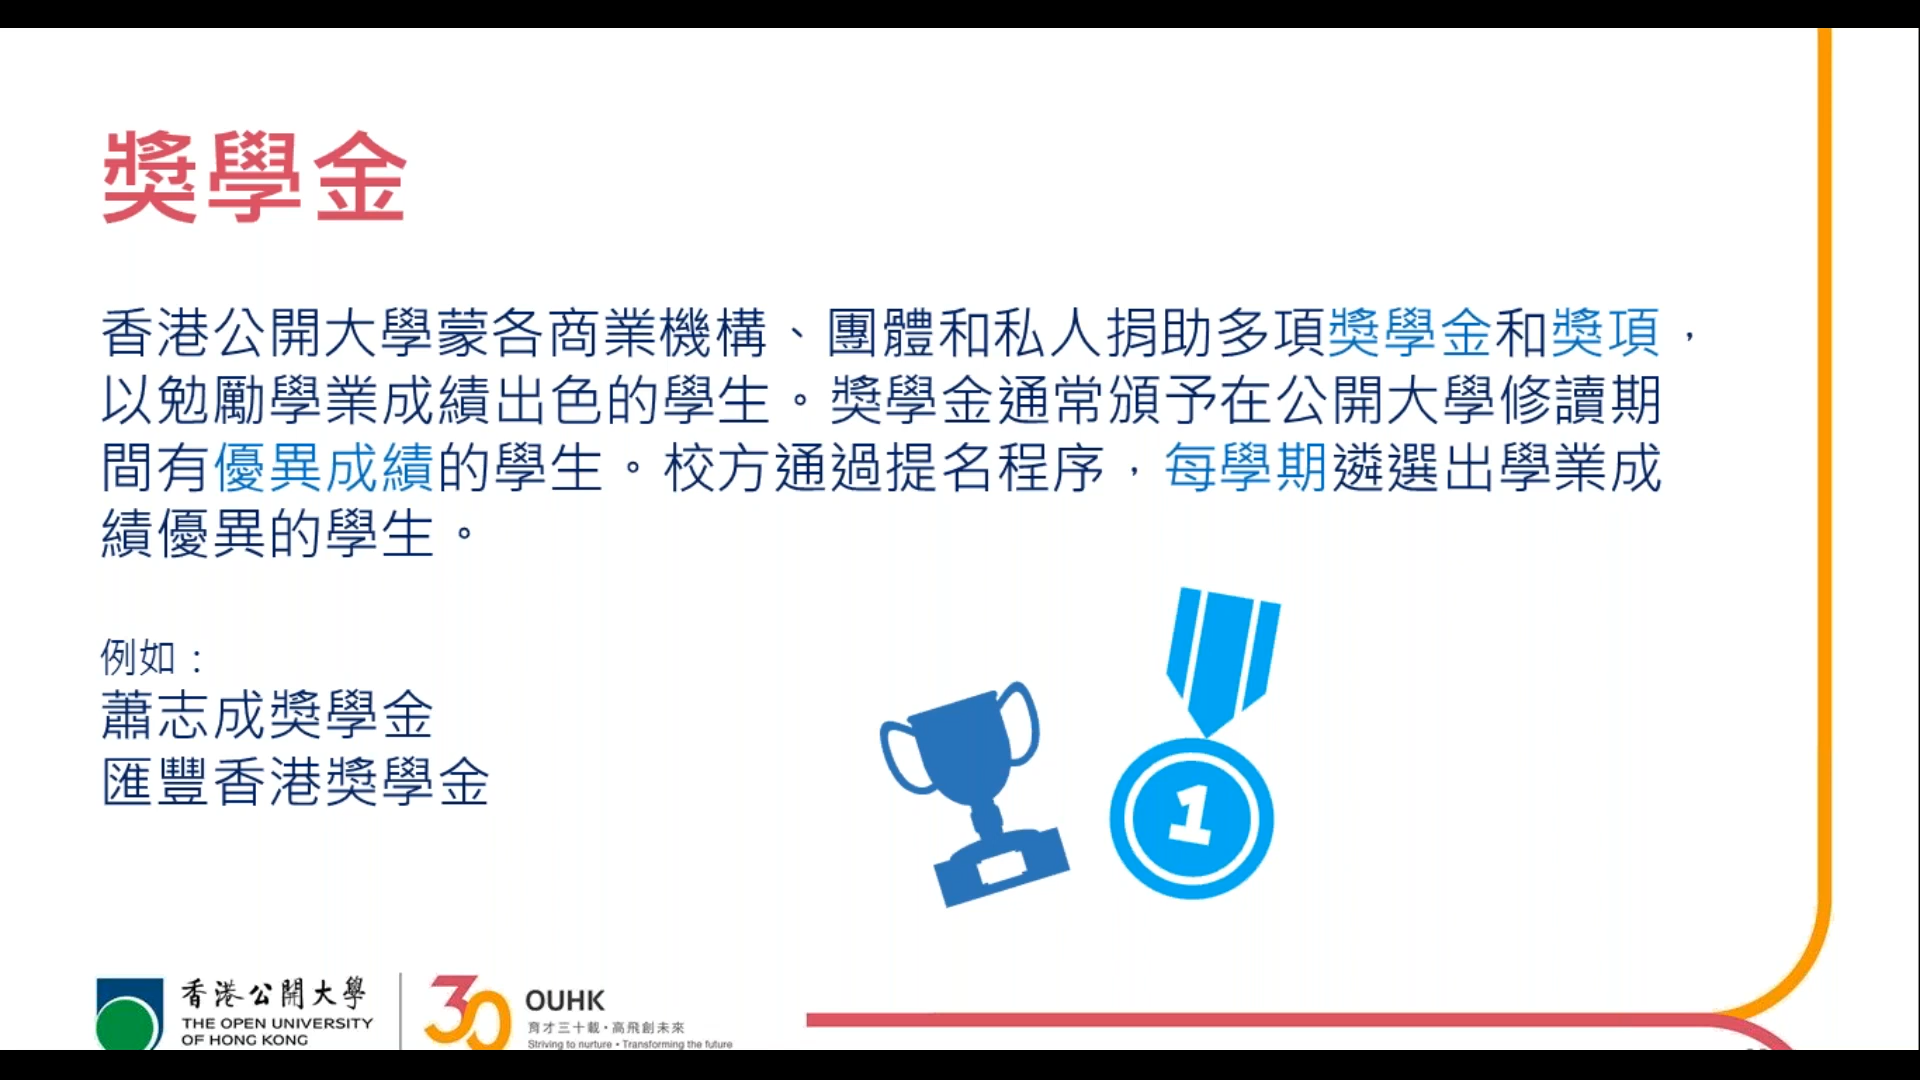 獎學金
香港公開大學蒙各商業機構、團體和私人捐助多項獎學金和獎項，
以勉勵學業成績出色的學生。獎學金通常頒予在公開大學修讀期
間有優異成績的學生。校方通過提名程序，每學期遴選出學業成
績優異的學生。
例如：
蕭志成獎學金
匯豐香港獎學金
1
香港公開大學
THE OPEN UNIVERSITY
OF HONG KONG
30
OUHK
育才三十載•高飛創未來
Striving to nurture • Transforming the future